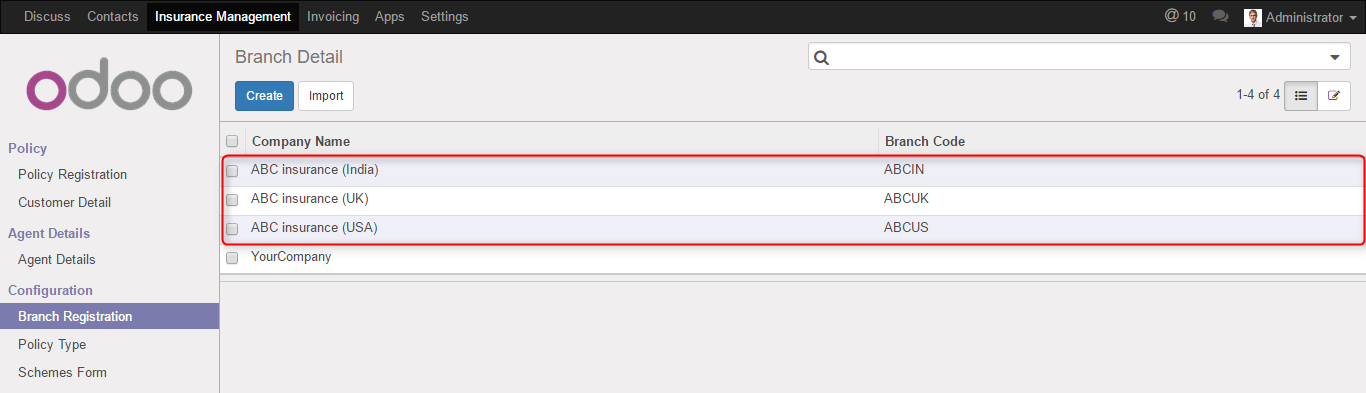 Discuss Contacts Insurance Management Invoicing Apps Settings @ 10 Administrator
odoo
Branch Detail
Create Import 1-4 of 4
Policy
Policy Registration
Customer Detail
Agent Details
Agent Details
Configuration
Branch Registration
Policy Type
Schemes Form
Company Name Branch Code
ABC insurance (India) ABCIN
ABC insurance (UK) ABCUK
ABC insurance (USA) ABCUS
YourCompany